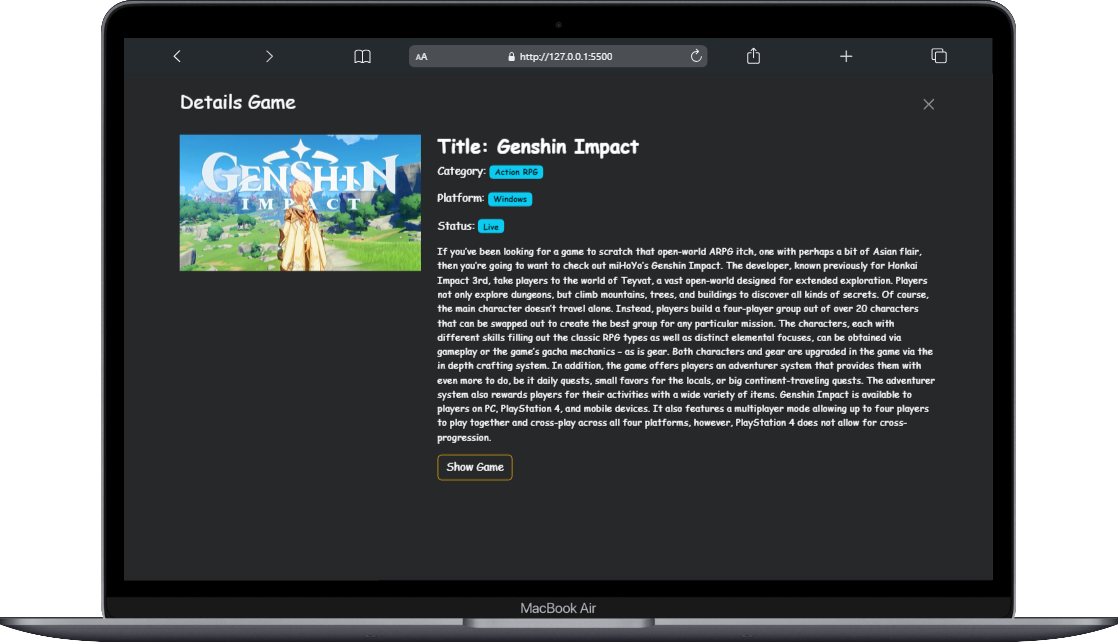 AA
http://127.0.0.1:5500
Details Game
GENSHIN
IMPACT
Title: Genshin Impact
Category: Action RPG
Platform: Windows
Status: Live
If you've been looking for a game to scratch that open-world ARPG itch, one with perhaps a bit of Asian flair,
then you're going to want to check out miHoYo's Genshin Impact. The developer, known previously for Honkai
Impact 3rd, take players to the world of Teyvat, a vast open-world designed for extended exploration. Players
not only explore dungeons, but climb mountains, trees, and buildings to discover all kinds of secrets. Of course,
the main character doesn't travel alone. Instead, players build a four-player group out of over 20 characters
that can be swapped out to create the best group for any particular mission. The characters, each with
different skills filling out the classic RPG types as well as distinct elemental focuses, can be obtained via
gameplay or the game's gacha mechanics – as is gear. Both characters and gear are upgraded in the game via the
in depth crafting system. In addition, the game offers players an adventurer system that provides them with
even more to do, be it daily quests, small favors for the locals, or big continent-traveling quests. The adventurer
system also rewards players for their activities with a wide variety of items. Genshin Impact is available to
players on PC, PlayStation 4, and mobile devices. It also features a multiplayer mode allowing up to four players
to play together and cross-play across all four platforms, however, PlayStation 4 does not allow for cross-
progression.
Show Game
MacBook Air